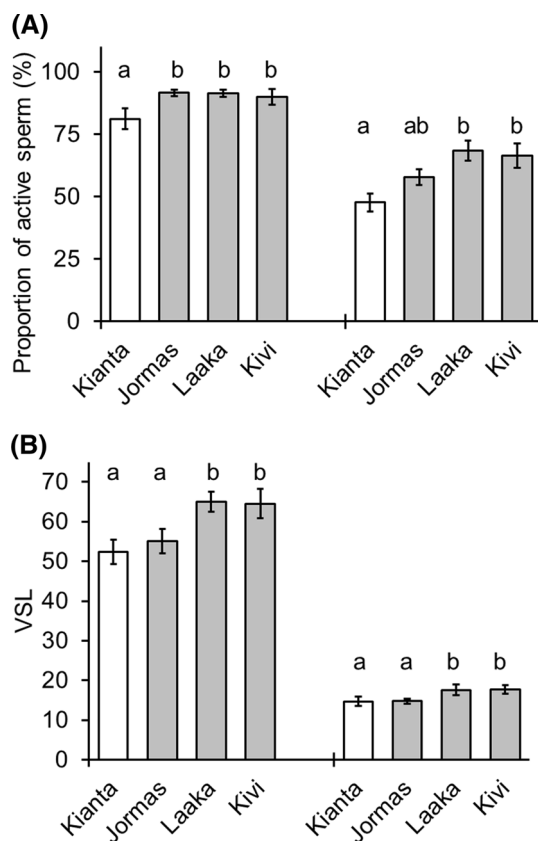 (A)
Proportion of active sperm (%)
100
75
50
25
0
a b b b
a ab b b
Kianta Jormas Laaka Kivi
Kianta Jormas Laaka Kivi
(B)
VSL
70
60
50
40
30
20
10
0
a a b b
a a b b
Kianta Jormas Laaka Kivi
Kianta Jormas Laaka Kivi